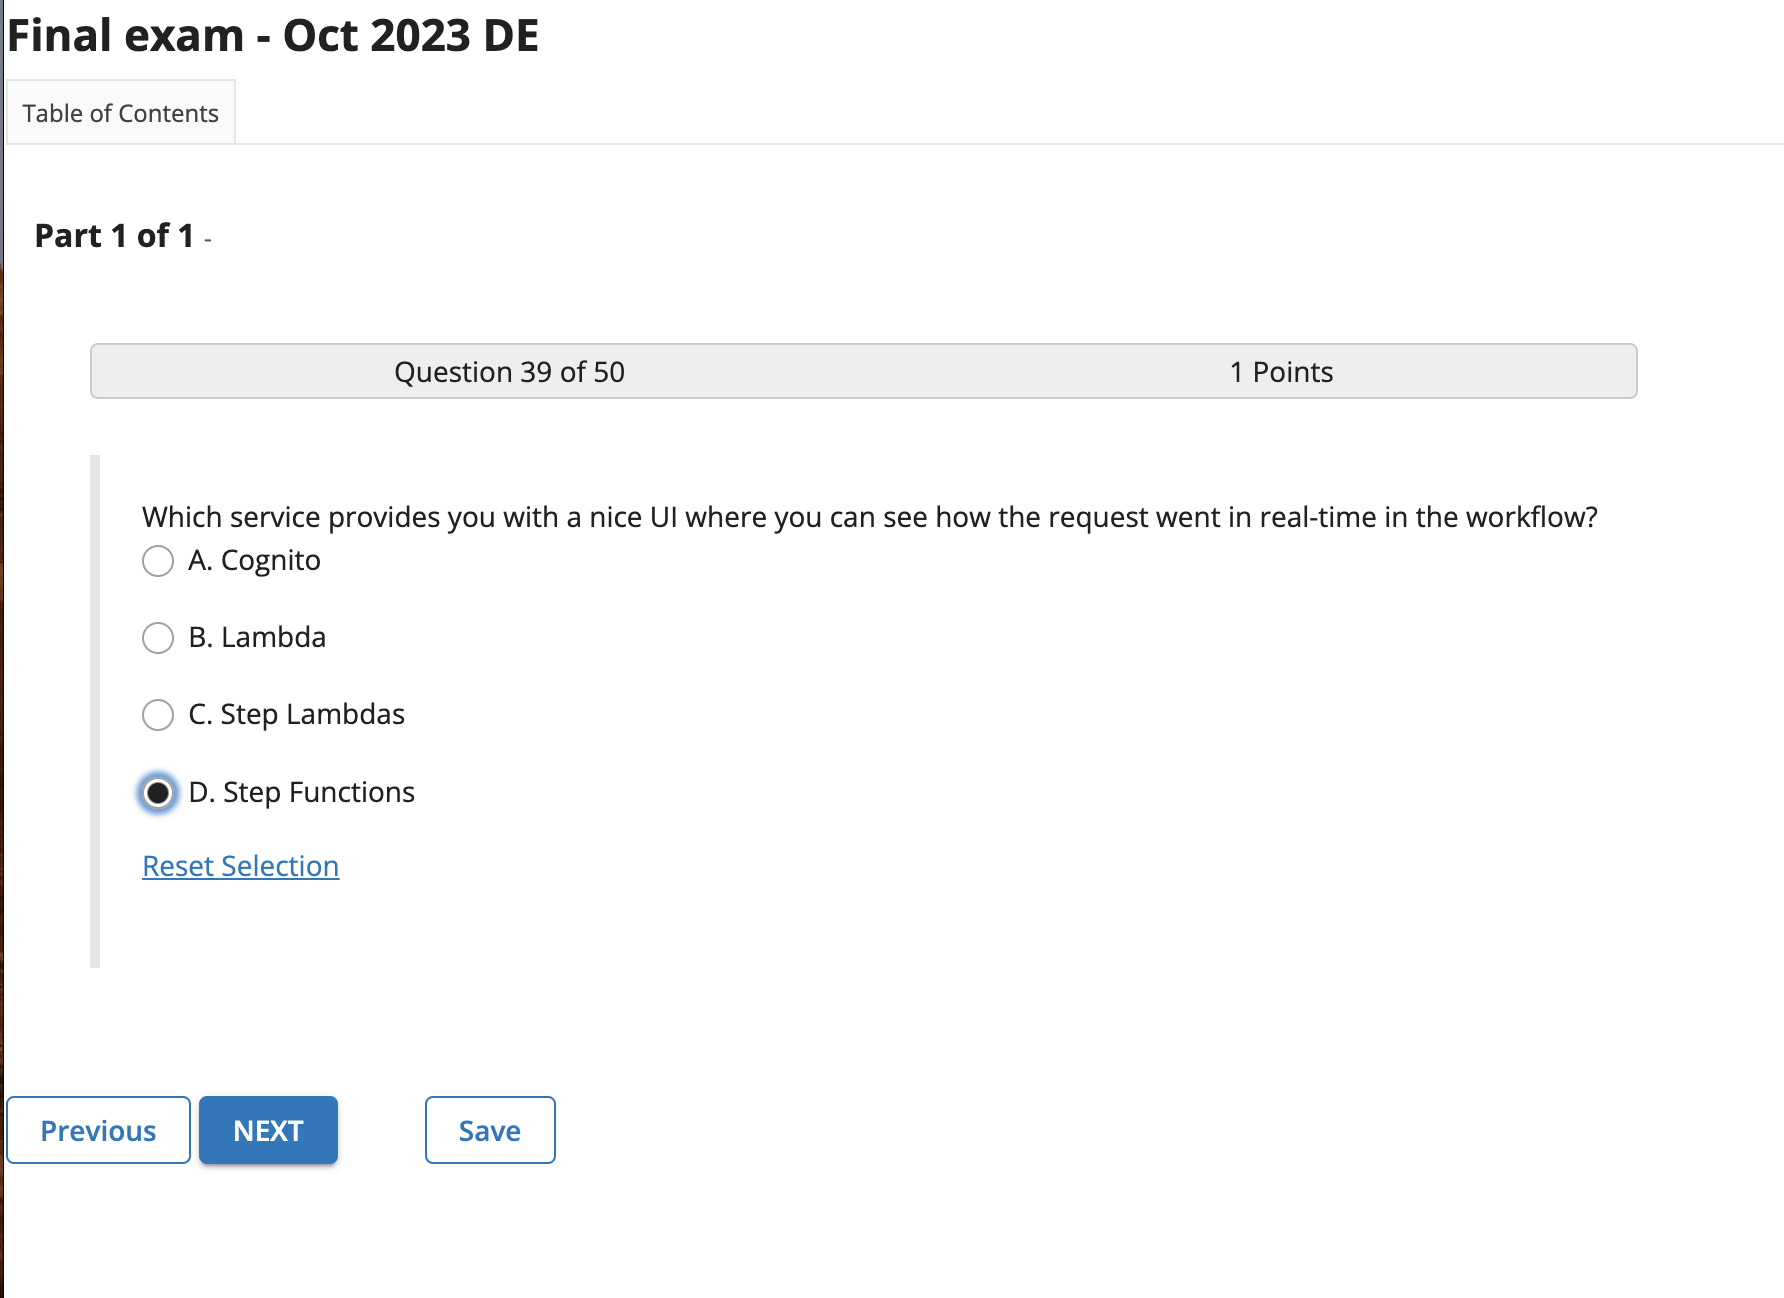 Final exam - Oct 2023 DE
Table of Contents
Part 1 of 1 -
Question 39 of 50
1 Points
Which service provides you with a nice UI where you can see how the request went in real-time in the workflow?
A. Cognito
B. Lambda
C. Step Lambdas
D. Step Functions
Reset Selection
Previous
NEXT
Save